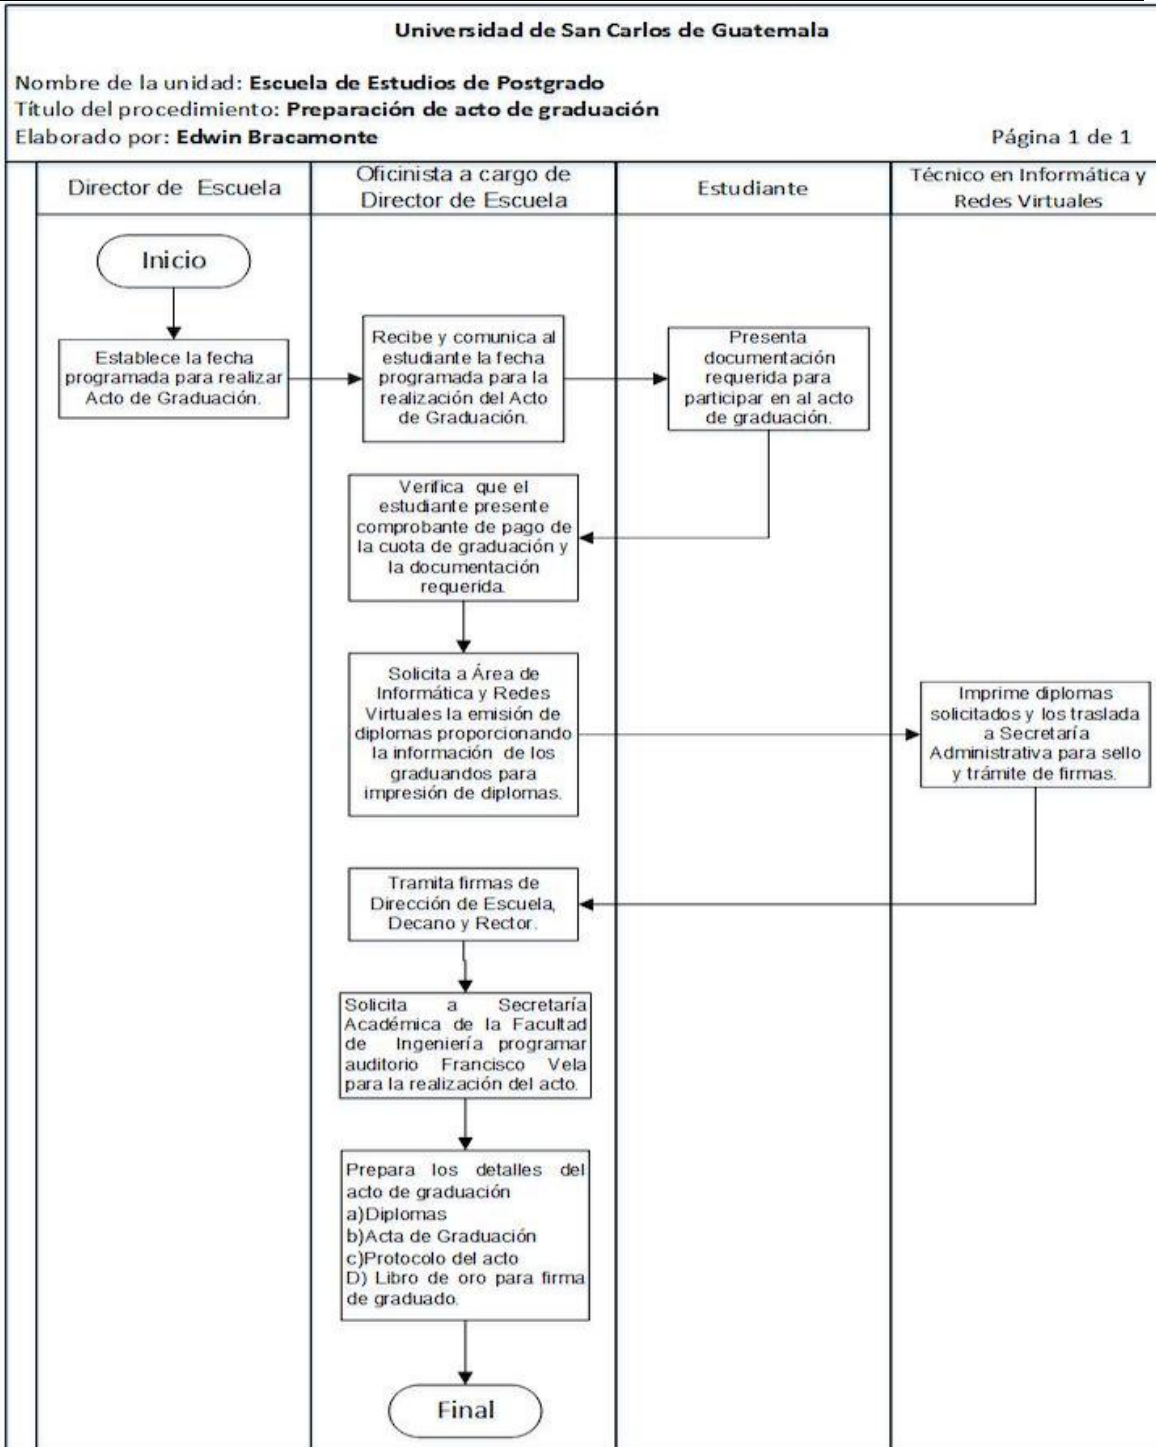 Universidad de San Carlos de Guatemala
Nombre de la unidad: Escuela de Estudios de Postgrado
Título del procedimiento: Preparación de acto de graduación
Elaborado por: Edwin Bracamonte
Página 1 de 1
Director de Escuela
Oficinista a cargo de
Director de Escuela
Estudiante
Técnico en Informática y
Redes Virtuales
Inicio
Establece la fecha
programada para realizar
Acto de Graduación.
Recibe y comunica al
estudiante la fecha
programada para la
realización del Acto
de Graduación.
Presenta
documentación
requerida para
participar en al acto
de graduación.
Verifica que el
estudiante presente
comprobante de pago de
la cuota de graduación y
la documentación
requerida.
Solicita a Área de
Informática y Redes
Virtuales la emisión de
diplomas proporcionando
la información de los
graduandos para
impresión de diplomas.
Imprime diplomas
solicitados y los traslada
a Secretaría
Administrativa para sello
y trámite de firmas.
Tramita firmas de
Dirección de Escuela,
Decano y Rector.
Solicita a Secretaría
Académica de la Facultad
de Ingeniería programar
auditorio Francisco Vela
para la realización del acto.
Prepara los detalles del
acto de graduación
a)Diplomas
b)Acta de Graduación
c)Protocolo del acto
D) Libro de oro para firma
de graduado.
Final